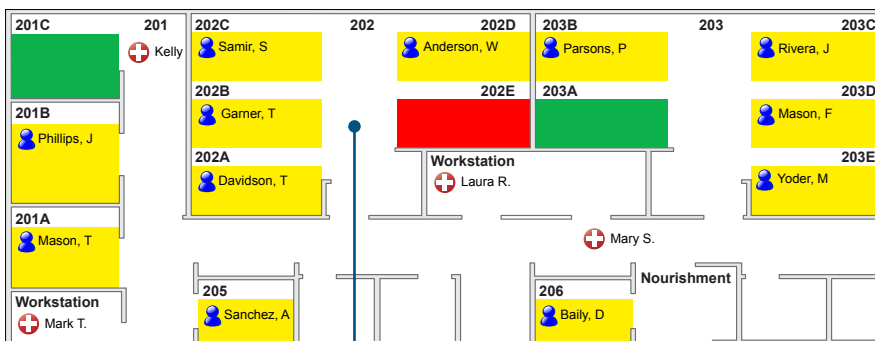 201C
201
Kelly
202C
202
202D
203B
203
203C
Samir, S
Anderson, W
Parsons, P
Rivera, J
201B
Phillips, J
202B
202E
203A
203D
Garner, T
Mason, F
202A
Workstation
203E
Davidson, T
Laura R.
Yoder, M
201A
Mason, T
Mary S.
Workstation
Mark T.
205
Sanchez, A
206
Baily, D
Nourishment